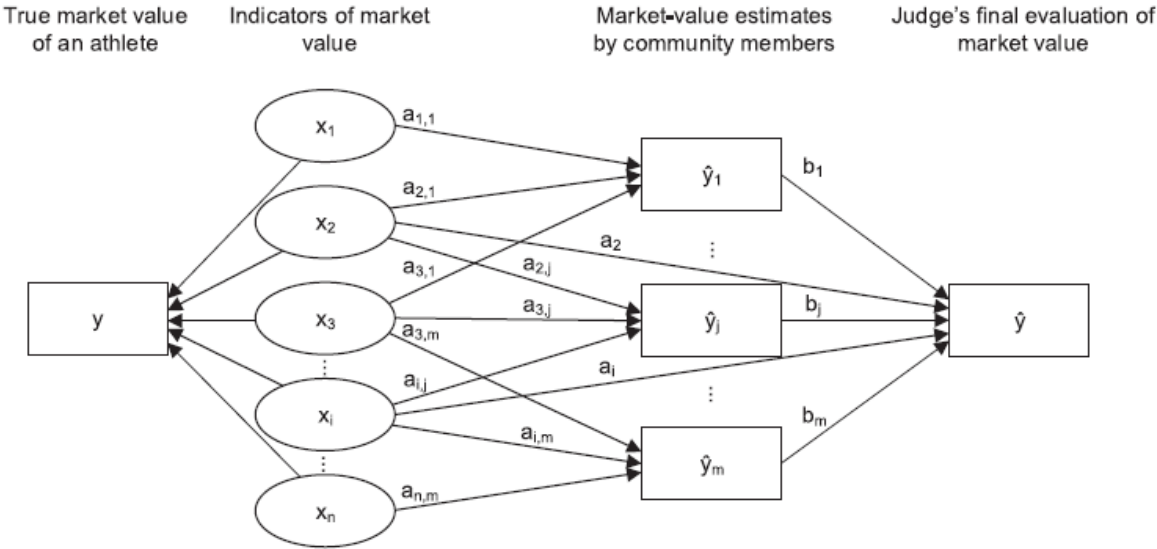 True market value
of an athlete
Indicators of market
value
Market-value estimates
by community members
Judge's final evaluation of
market value
x₁
a₁,₁
ŷ₁
b₁
a₂,₁
x₂
a₂
⋮
a₃,₁
a₂,ⱼ
y
x₃
a₃,ⱼ
ŷⱼ
bⱼ
ŷ
a₃,ₘ
⋮
aᵢ,ⱼ
aᵢ
⋮
xᵢ
bₘ
aᵢ,ₘ
⋮
ŷₘ
aₙ,ₘ
xₙ